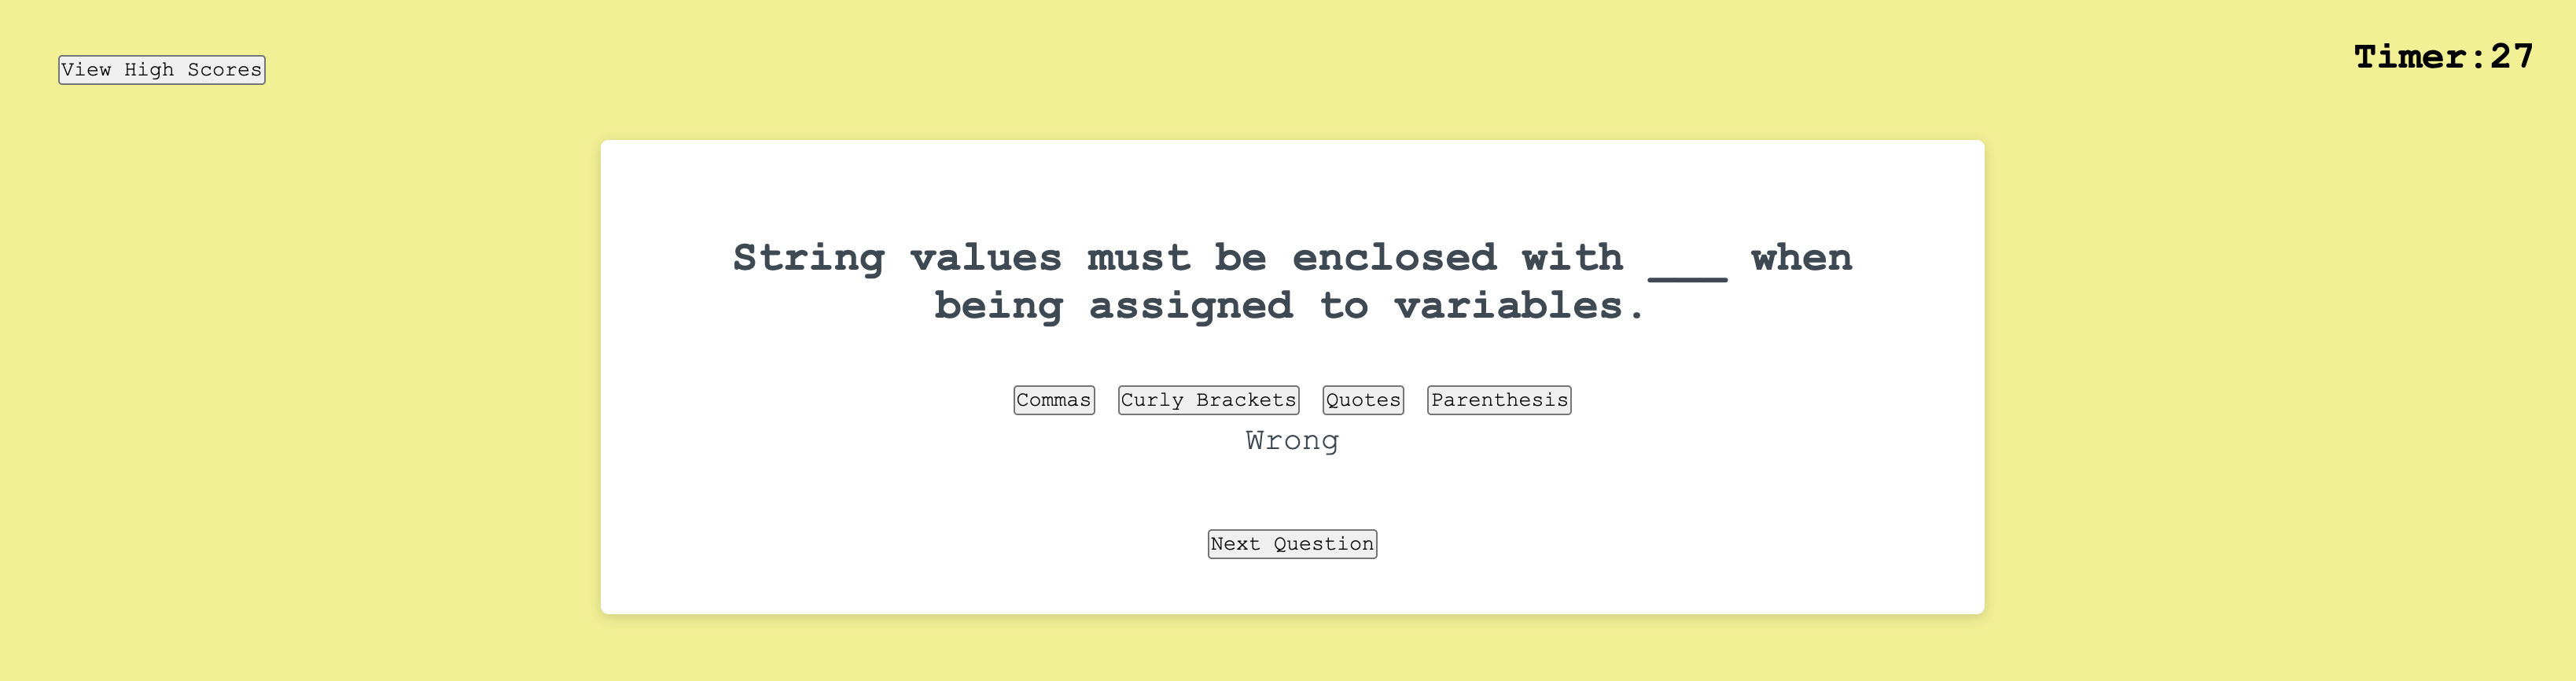 View High Scores
Timer:27
String values must be enclosed with ___ when
being assigned to variables.
Commas Curly Brackets Quotes Parenthesis
Wrong
Next Question